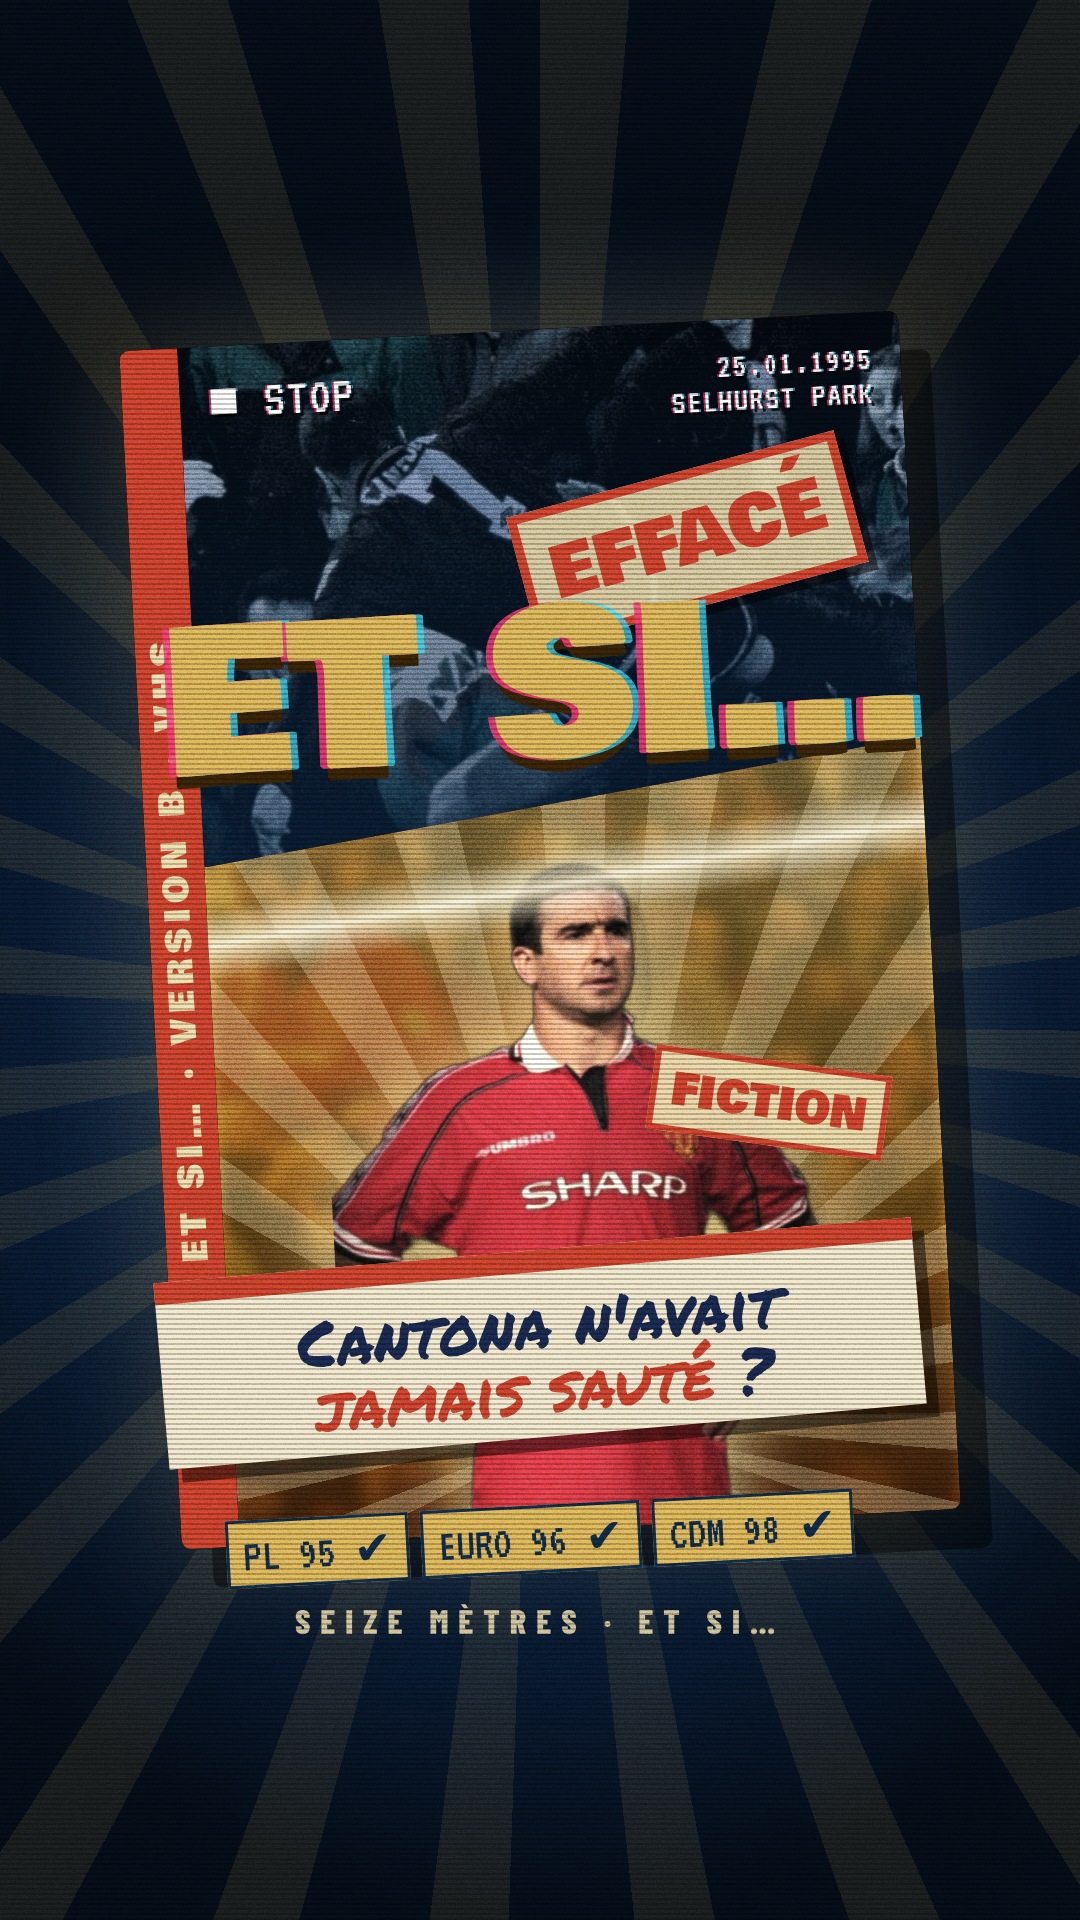 STOP
25.01.1995
SELHURST PARK
EFFACÉ
ET SI...
ET SI... · VERSION B VHS
FICTION
UMBRO
SHARP
CANTONA N'AVAIT
JAMAIS SAUTÉ ?
PL 95 ✔
EURO 96 ✔
CDM 98 ✔
SEIZE MÈTRES · ET SI...